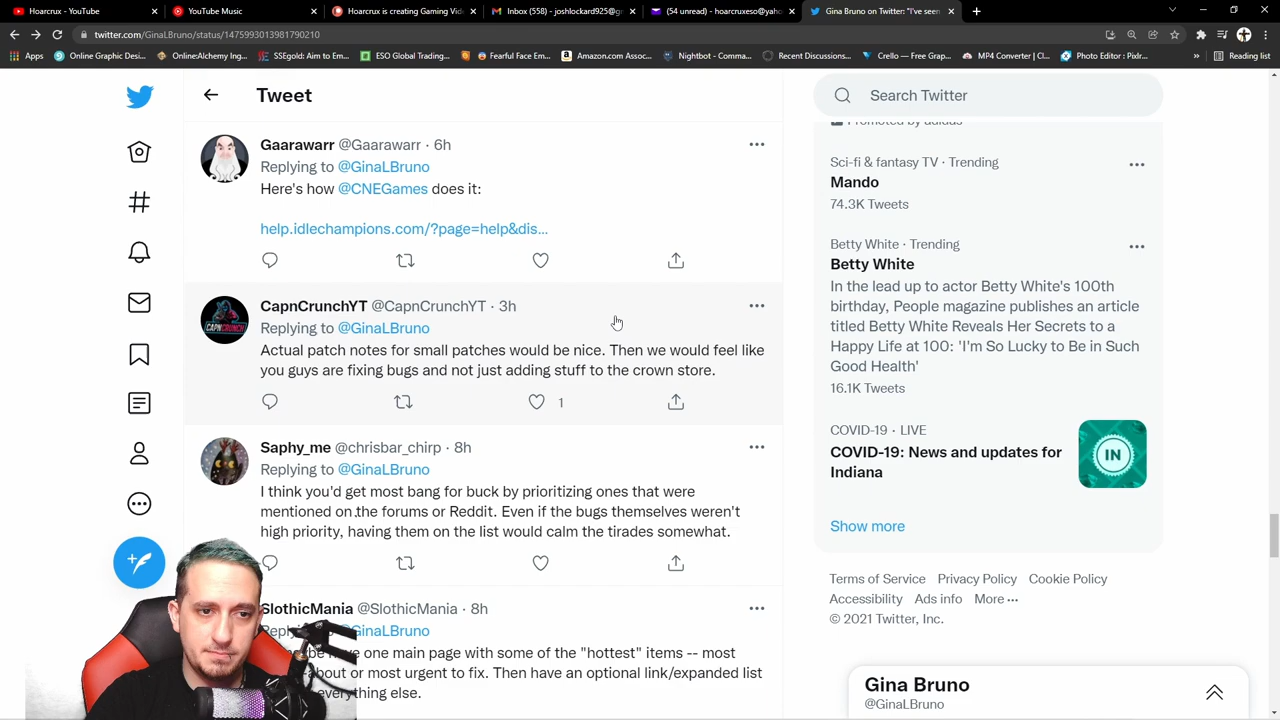 Hoarcrux - YouTube
YouTube Music
Hoarcrux is creating Gaming Vide
Inbox (558) - joshlockard925@gr
(54 unread) - hoarcruxeso@yaho
Gina Bruno on Twitter: "I've seen
twitter.com/GinaLBruno/status/1475993013981790210
Apps
Online Graphic Desi...
OnlineAlchemy Ing...
SSEgold: Aim to Em...
ESO Global Trading...
Fearful Face Em...
Amazon.com Assoc...
Nightbot - Comma...
Recent Discussions...
Crello — Free Grap...
MP4 Converter | Cl...
Photo Editor : Pixlr...
Reading list
Tweet
Gaarawarr @Gaarawarr · 6h
Replying to @GinaLBruno
Here's how @CNEGames does it:
help.idlechampions.com/?page=help&dis...
CapnCrunchYT @CapnCrunchYT · 3h
Replying to @GinaLBruno
Actual patch notes for small patches would be nice. Then we would feel like
you guys are fixing bugs and not just adding stuff to the crown store.
1
Saphy_me @chrisbar_chirp · 8h
Replying to @GinaLBruno
I think you'd get most bang for buck by prioritizing ones that were
mentioned on the forums or Reddit. Even if the bugs themselves weren't
high priority, having them on the list would calm the tirades somewhat.
SlothicMania @SlothicMania · 8h
@GinaLBruno
one main page with some of the "hottest" items -- most
about or most urgent to fix. Then have an optional link/expanded list
everything else.
Search Twitter
Promoted by adidas
Sci-fi & fantasy TV · Trending
Mando
74.3K Tweets
Betty White · Trending
Betty White
In the lead up to actor Betty White's 100th
birthday, People magazine publishes an article
titled Betty White Reveals Her Secrets to a
Happy Life at 100: 'I'm So Lucky to Be in Such
Good Health'
16.1K Tweets
COVID-19 · LIVE
COVID-19: News and updates for
Indiana
IN
Show more
Terms of Service Privacy Policy Cookie Policy
Accessibility Ads info More ···
© 2021 Twitter, Inc.
Gina Bruno
@GinaLBruno